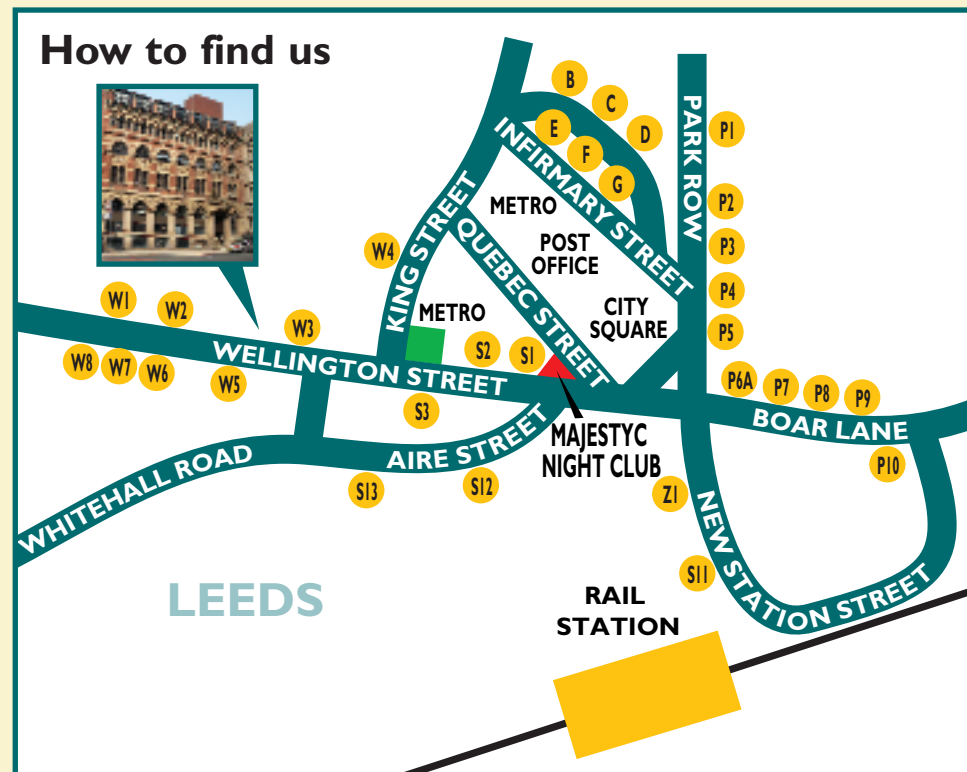 How to find us
B
C
D
E
F
G
PARK ROW
P1
P2
P3
P4
P5
INFIRMARY STREET
METRO
POST
OFFICE
CITY
SQUARE
QUEBEC STREET
KING STREET
W4
METRO
W1
W2
W3
W8
W7
W6
W5
WELLINGTON STREET
S2
S1
S3
MAJESTYC
NIGHT CLUB
P6A
P7
P8
P9
BOAR LANE
P10
AIRE STREET
WHITEHALL ROAD
S13
S12
Z1
S11
NEW STATION STREET
LEEDS
RAIL
STATION